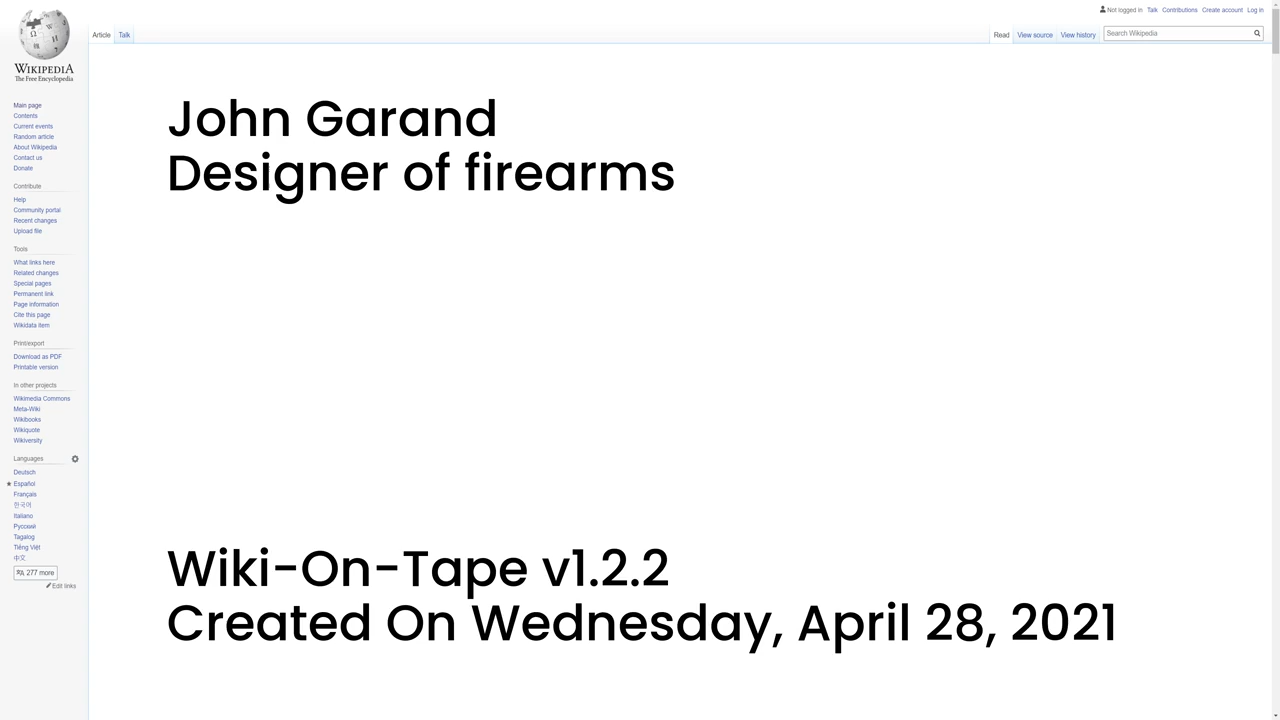 Not logged in Talk Contributions Create account Log in
Article Talk Read View source View history Search Wikipedia
WIKIPEDIA
The Free Encyclopedia
Main page
Contents
Current events
Random article
About Wikipedia
Contact us
Donate
Contribute
Help
Community portal
Recent changes
Upload file
Tools
What links here
Related changes
Special pages
Permanent link
Page information
Cite this page
Wikidata item
Print/export
Download as PDF
Printable version
In other projects
Wikimedia Commons
Meta-Wiki
Wikibooks
Wikiquote
Wikiversity
Languages
Deutsch
Español
Français
한국어
Italiano
Русский
Tagalog
Tiếng Việt
中文
277 more
Edit links
John Garand
Designer of firearms
Wiki-On-Tape v1.2.2
Created On Wednesday, April 28, 2021